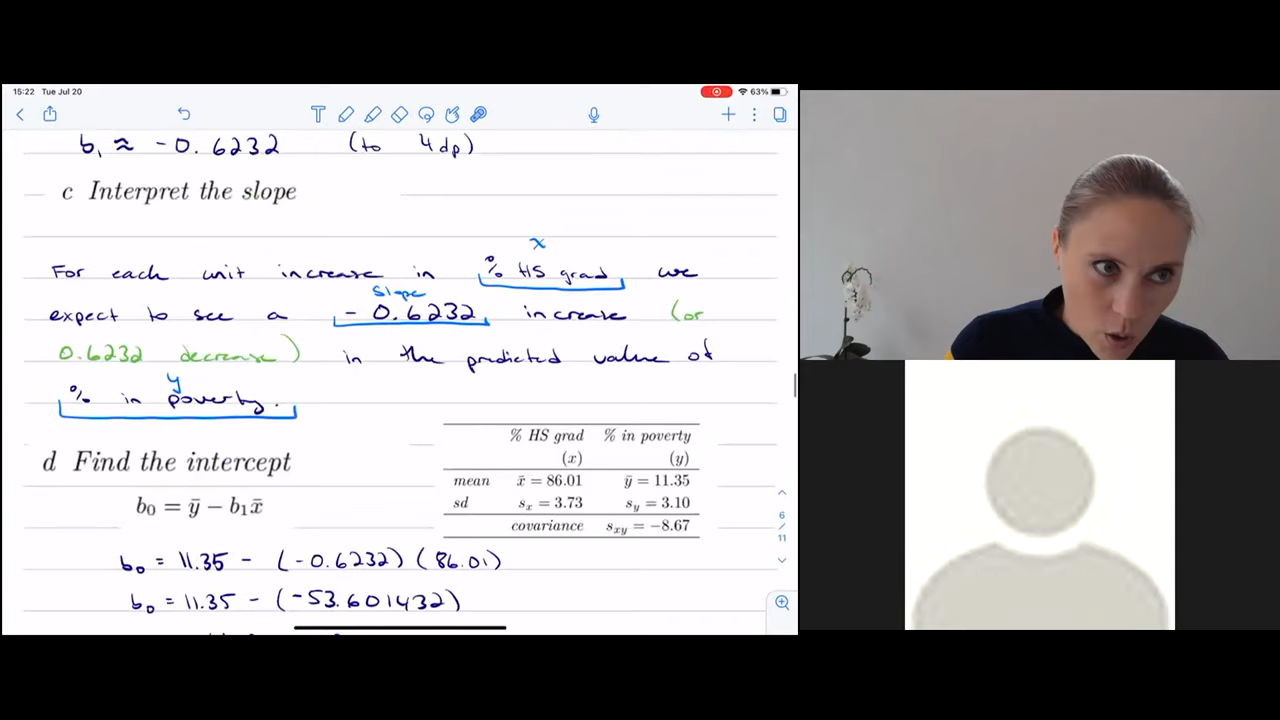 15:22 Tue Jul 20
63%
b₁ ≈ -0.6232 (to 4dp)
c Interpret the slope
x
For each unit increase in % HS grad we
slope
expect to see a -0.6232 increase (or
0.6232 decrease) in the predicted value of
y
% in poverty.
% HS grad % in poverty
(x) (y)
mean x̄ = 86.01 ȳ = 11.35
sd sₓ = 3.73 s_y = 3.10
covariance s_xy = −8.67
d Find the intercept
b₀ = ȳ − b₁x̄
b₀ = 11.35 - (-0.6232)(86.01)
b₀ = 11.35 - (-53.601432)
6
/
11